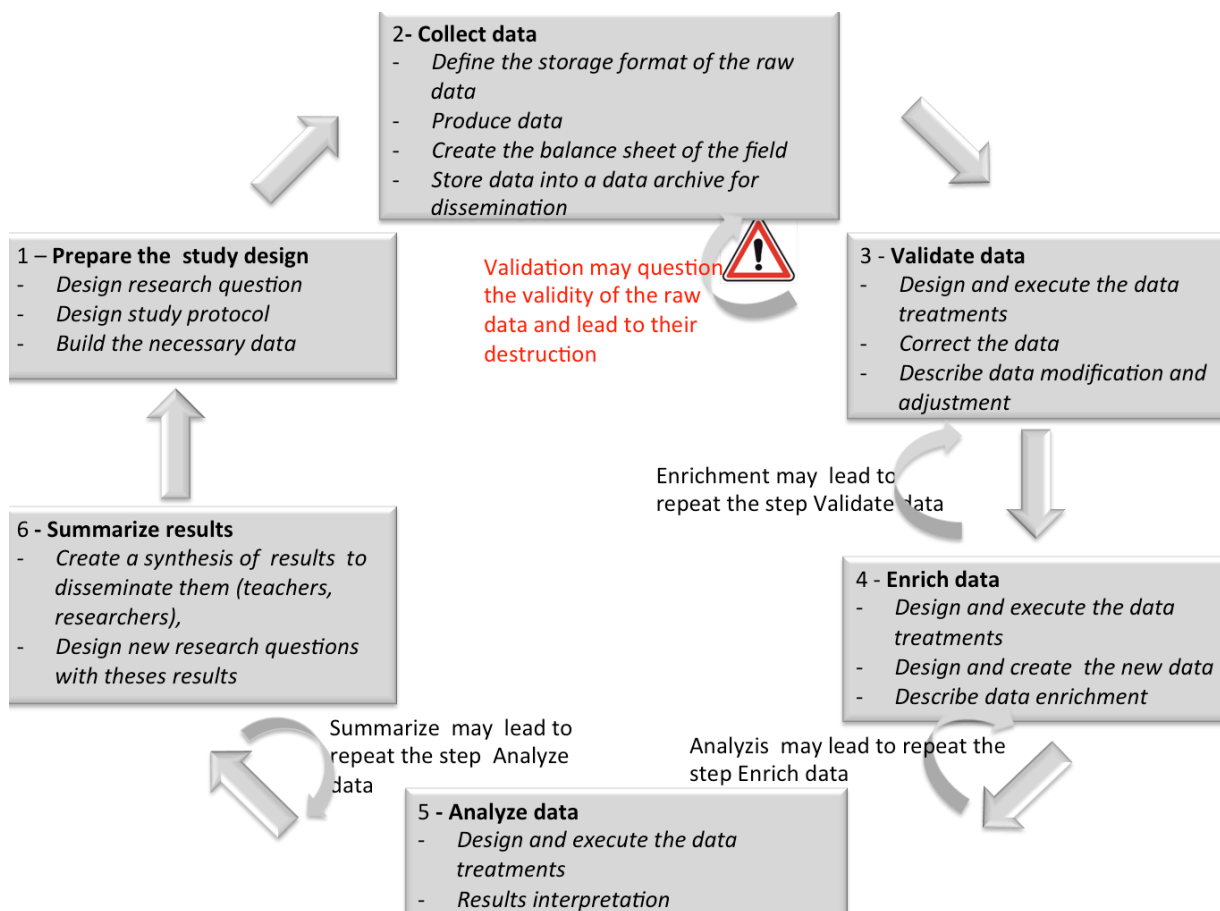 2- Collect data
- Define the storage format of the raw
data
- Produce data
- Create the balance sheet of the field
- Store data into a data archive for
dissemination
1 – Prepare the study design
- Design research question
- Design study protocol
- Build the necessary data
Validation may question
the validity of the raw
data and lead to their
destruction
3 - Validate data
- Design and execute the data
treatments
- Correct the data
- Describe data modification and
adjustment
Enrichment may lead to
repeat the step Validate data
6 - Summarize results
- Create a synthesis of results to
disseminate them (teachers,
researchers),
- Design new research questions
with theses results
4 - Enrich data
- Design and execute the data
treatments
- Design and create the new data
- Describe data enrichment
Summarize may lead to
repeat the step Analyze
data
Analyzis may lead to repeat the
step Enrich data
5 - Analyze data
- Design and execute the data
treatments
- Results interpretation